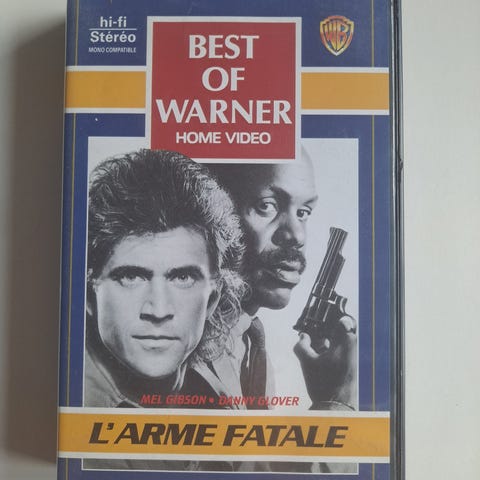 hi-fi
Stéréo
MONO COMPATIBLE
BEST
OF
WARNER
HOME VIDEO
WB
MEL GIBSON • DANNY GLOVER
L'ARME FATALE